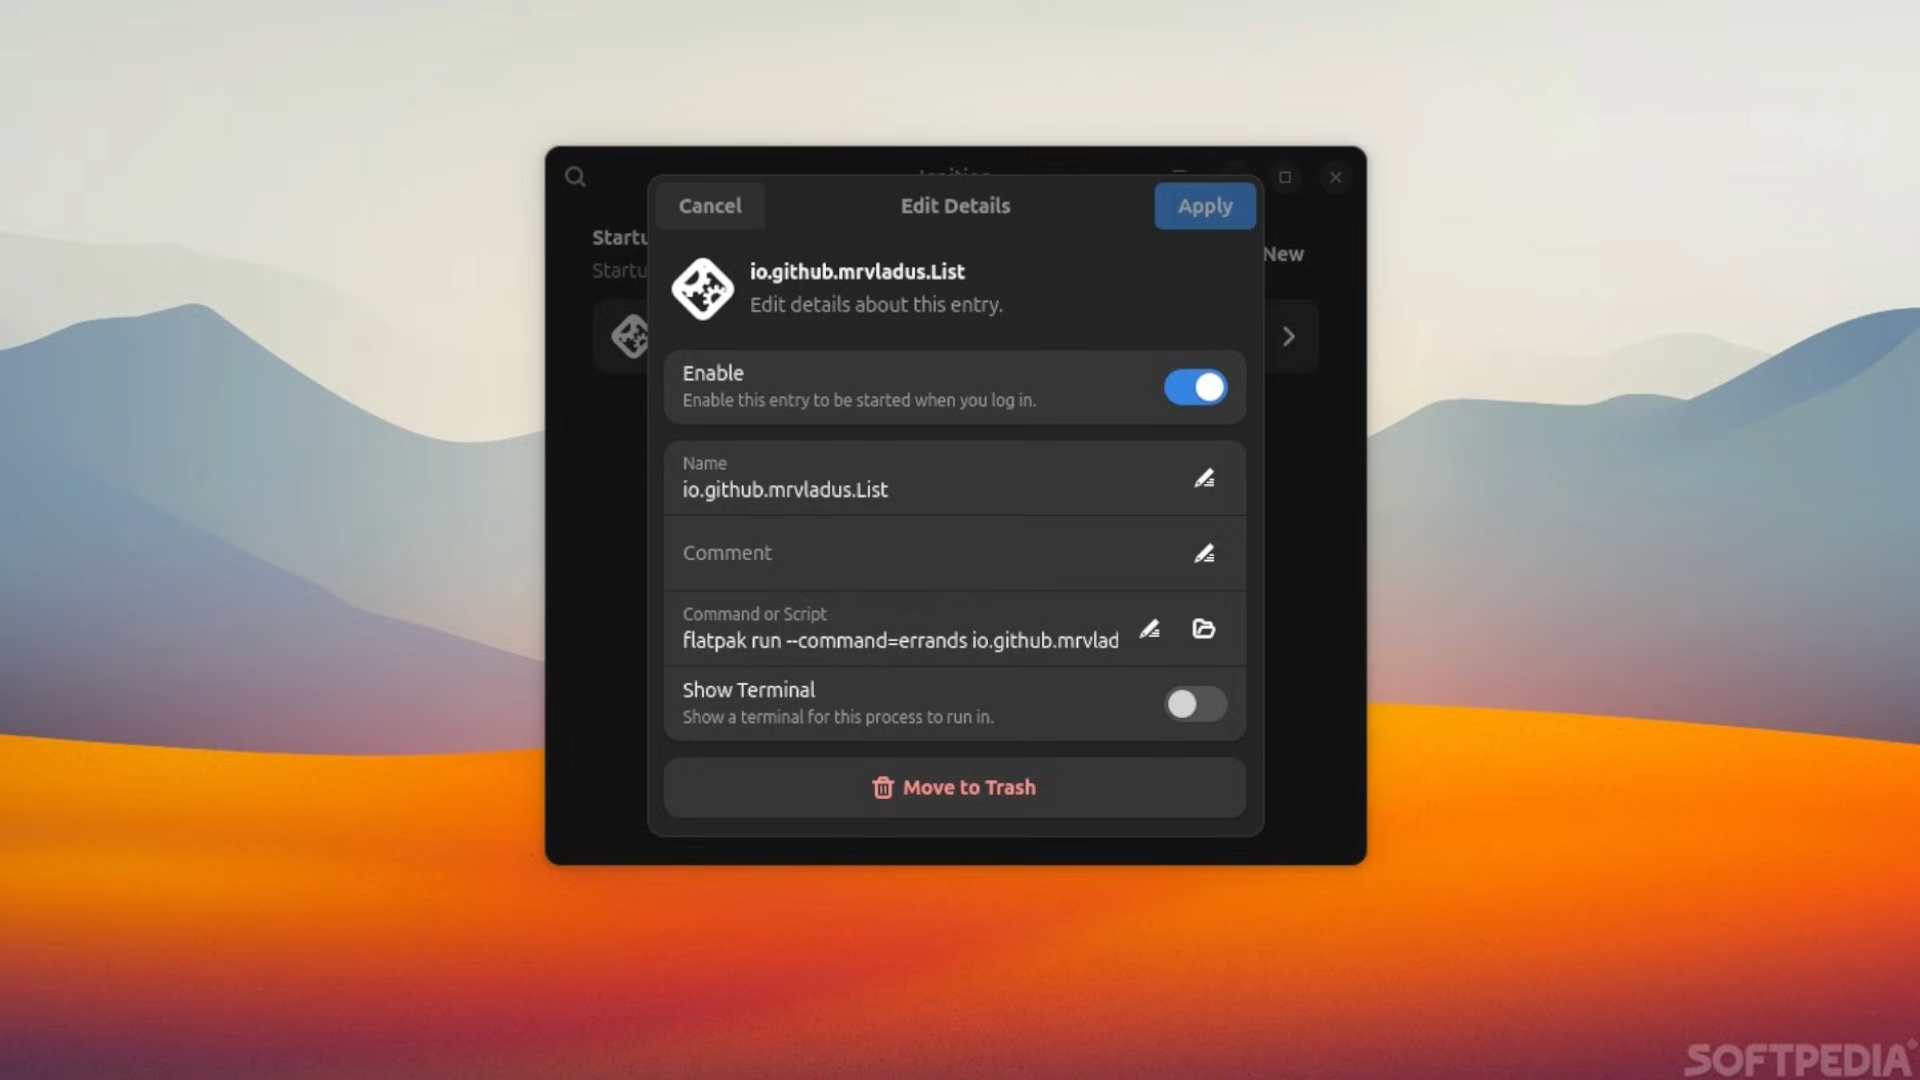 Cancel
Edit Details
Apply
Startu
New
Startu
io.github.mrvladus.List
Edit details about this entry.
Enable
Enable this entry to be started when you log in.
Name
io.github.mrvladus.List
Comment
Command or Script
flatpak run --command=errands io.github.mrvlad
Show Terminal
Show a terminal for this process to run in.
Move to Trash
SOFTPEDIA®